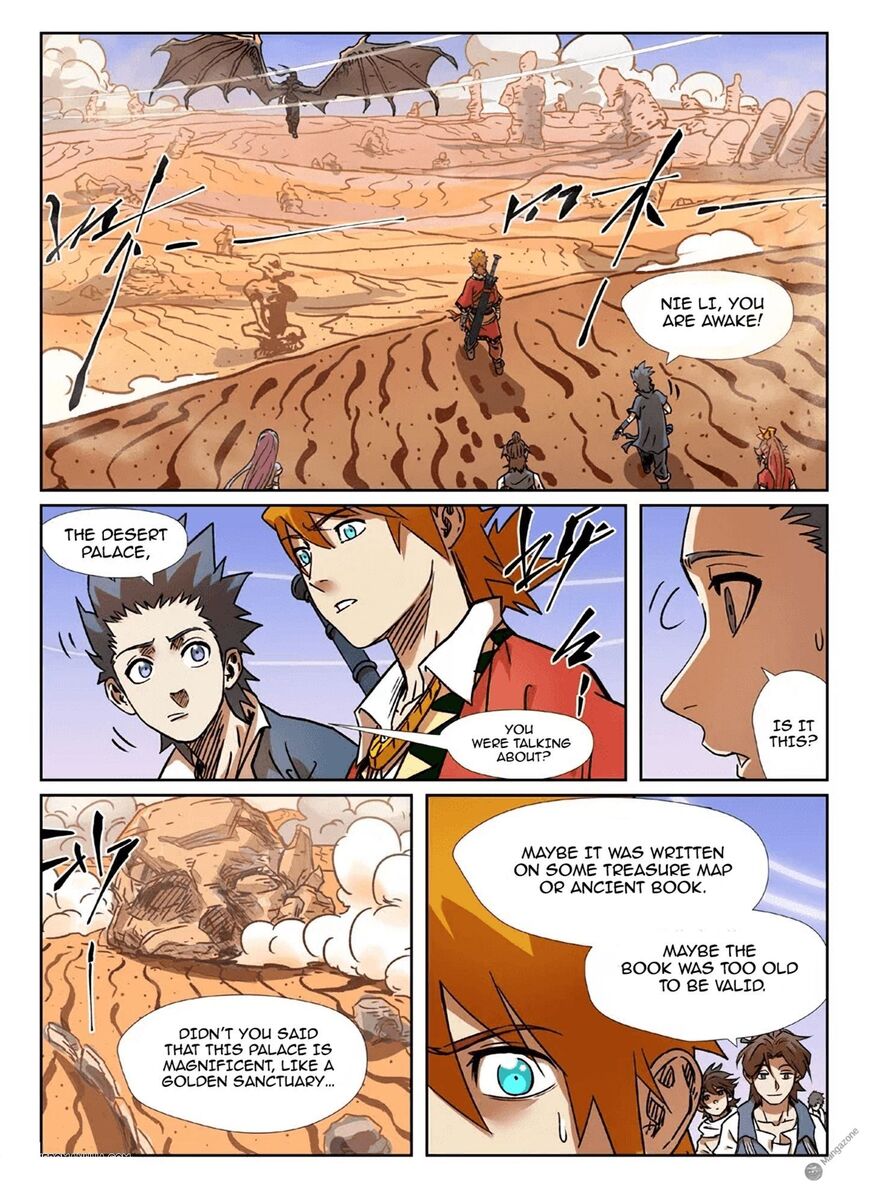 NIE LI, YOU
ARE AWAKE!
THE DESERT
PALACE,
YOU
WERE TALKING
ABOUT?
IS IT
THIS?
DIDN'T YOU SAID
THAT THIS PALACE IS
MAGNIFICENT, LIKE A
GOLDEN SANCTUARY...
MAYBE IT WAS WRITTEN
ON SOME TREASURE MAP
OR ANCIENT BOOK.
MAYBE THE
BOOK WAS TOO OLD
TO BE VALID.
Mangazone